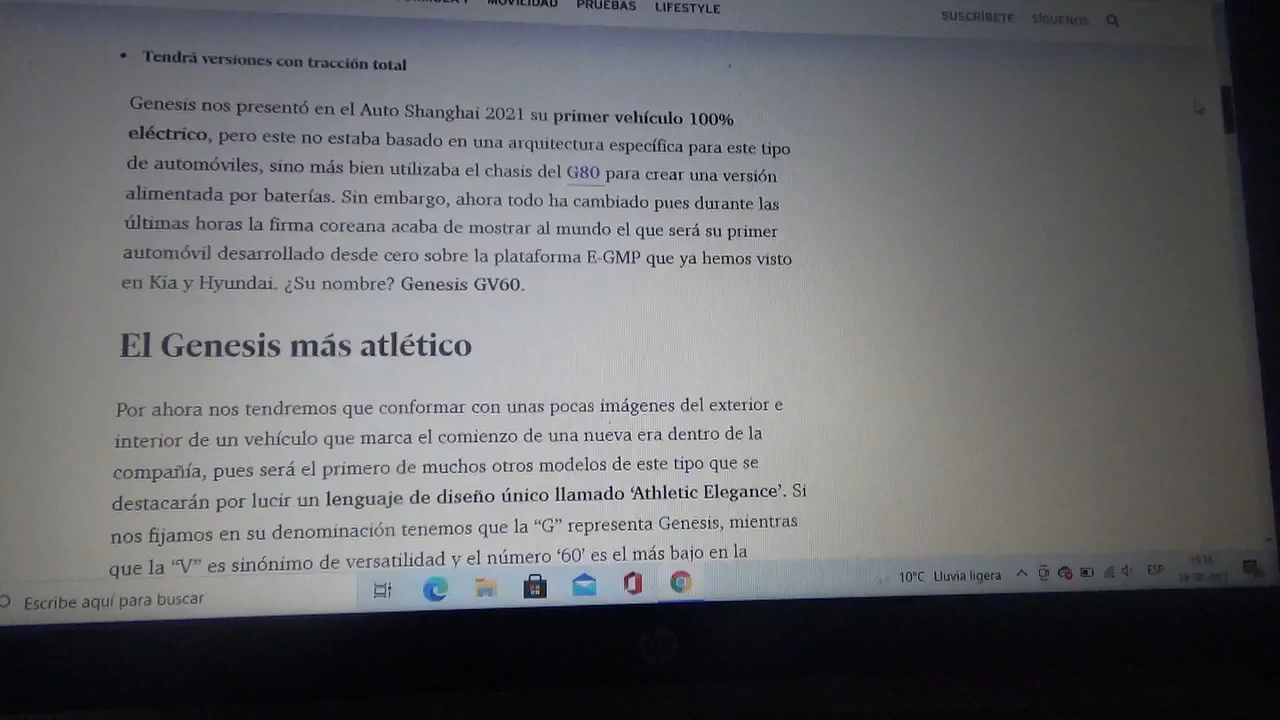 MOVILIDAD PRUEBAS LIFESTYLE
SUSCRÍBETE SÍGUENOS
• Tendrá versiones con tracción total
Genesis nos presentó en el Auto Shanghai 2021 su primer vehículo 100%
eléctrico, pero este no estaba basado en una arquitectura específica para este tipo
de automóviles, sino más bien utilizaba el chasis del G80 para crear una versión
alimentada por baterías. Sin embargo, ahora todo ha cambiado pues durante las
últimas horas la firma coreana acaba de mostrar al mundo el que será su primer
automóvil desarrollado desde cero sobre la plataforma E-GMP que ya hemos visto
en Kia y Hyundai. ¿Su nombre? Genesis GV60.
El Genesis más atlético
Por ahora nos tendremos que conformar con unas pocas imágenes del exterior e
interior de un vehículo que marca el comienzo de una nueva era dentro de la
compañía, pues será el primero de muchos otros modelos de este tipo que se
destacarán por lucir un lenguaje de diseño único llamado ‘Athletic Elegance’. Si
nos fijamos en su denominación tenemos que la “G” representa Genesis, mientras
que la “V” es sinónimo de versatilidad y el número ‘60’ es el más bajo en la
Escribe aquí para buscar
10°C Lluvia ligera
ESP
hp